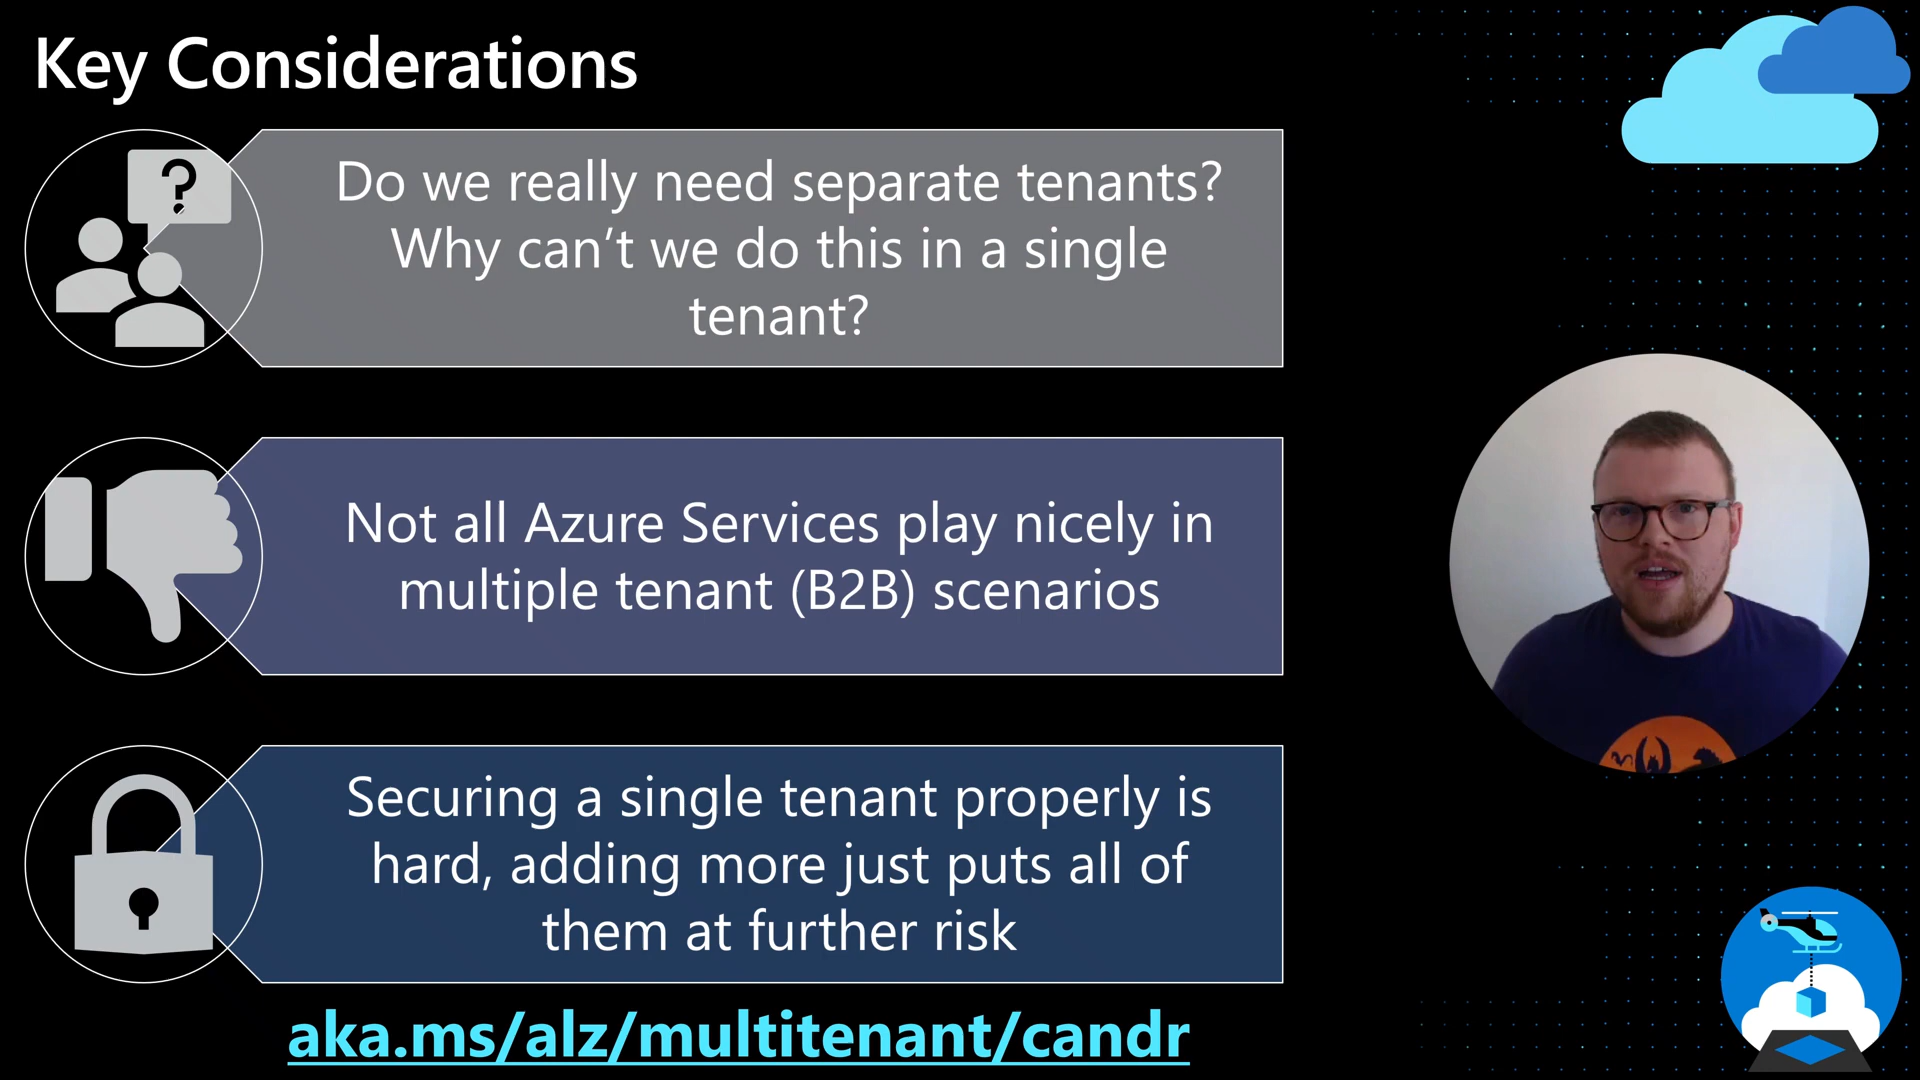 Key Considerations
?
Do we really need separate tenants?
Why can’t we do this in a single
tenant?
Not all Azure Services play nicely in
multiple tenant (B2B) scenarios
Securing a single tenant properly is
hard, adding more just puts all of
them at further risk
aka.ms/alz/multitenant/candr